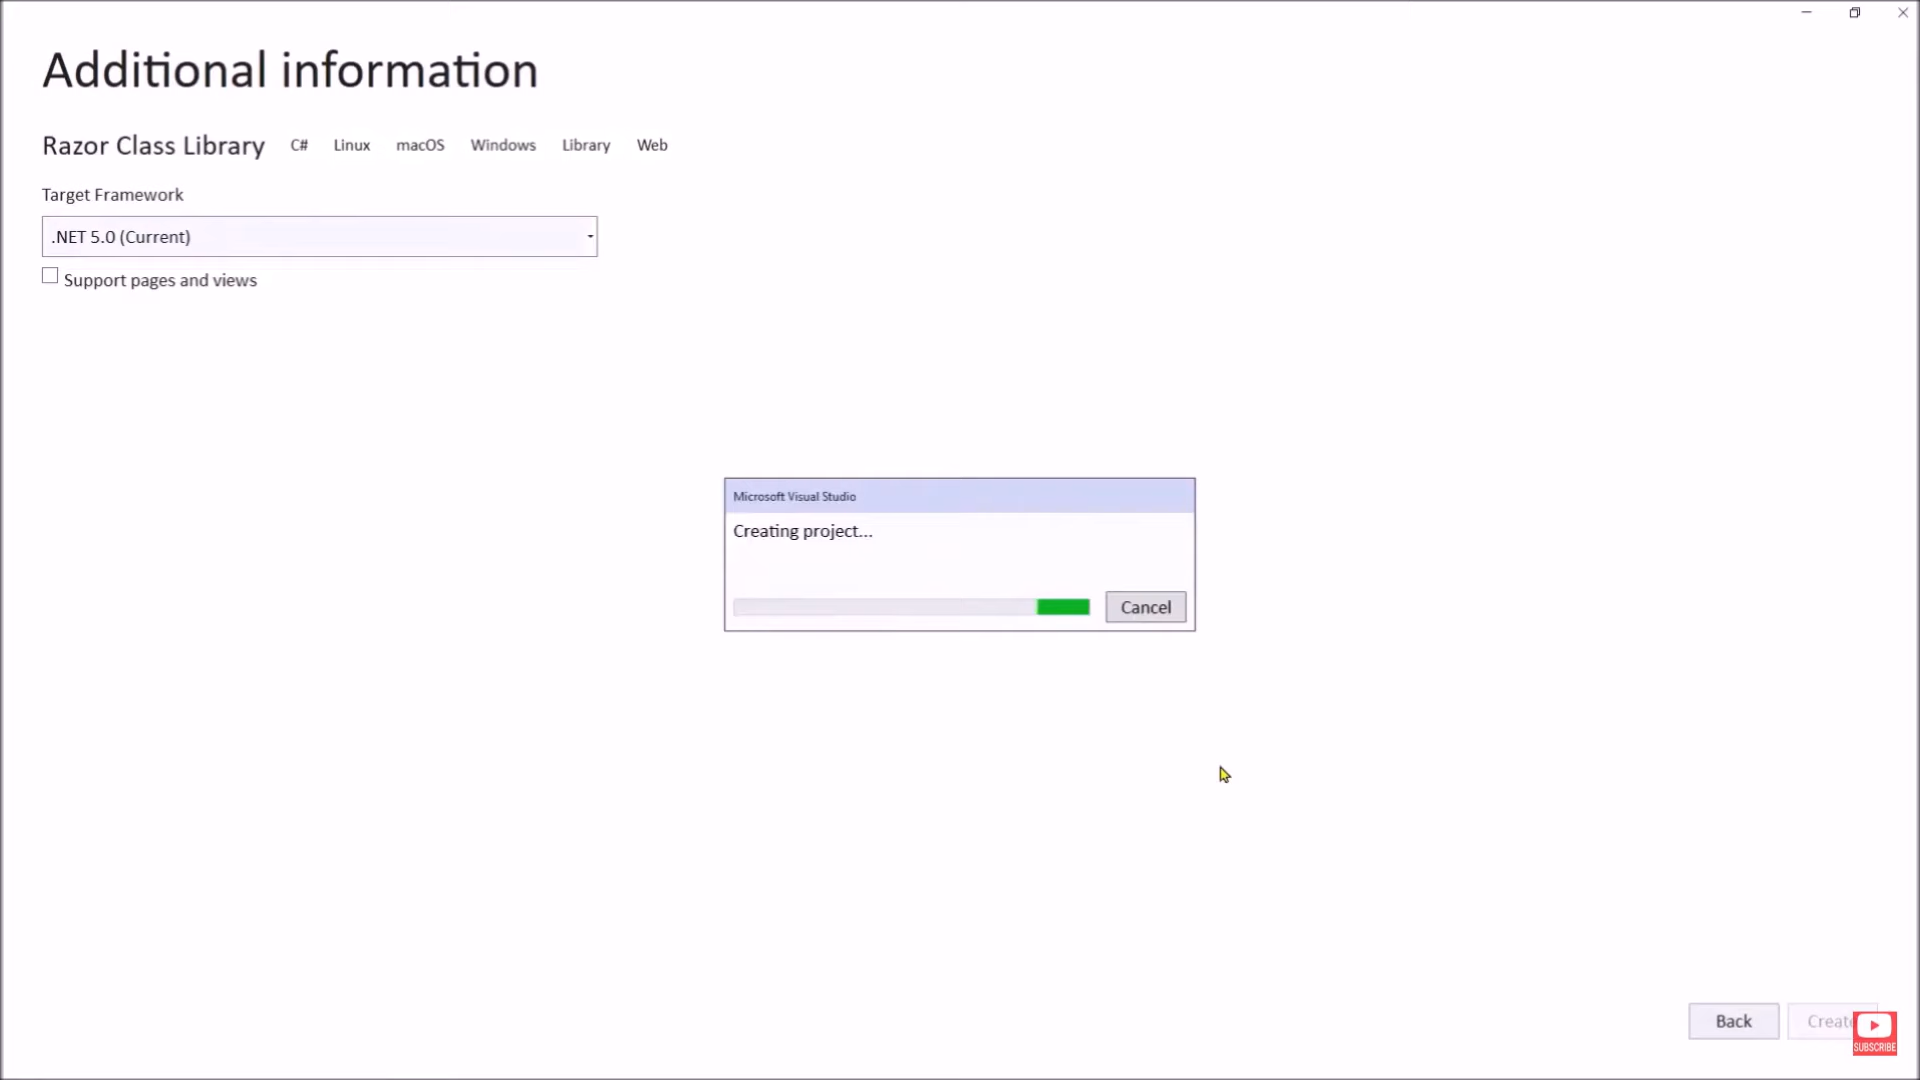 Additional information
Razor Class Library C# Linux macOS Windows Library Web
Target Framework
.NET 5.0 (Current)
Support pages and views
Microsoft Visual Studio
Creating project...
Cancel
Back
SUBSCRIBE